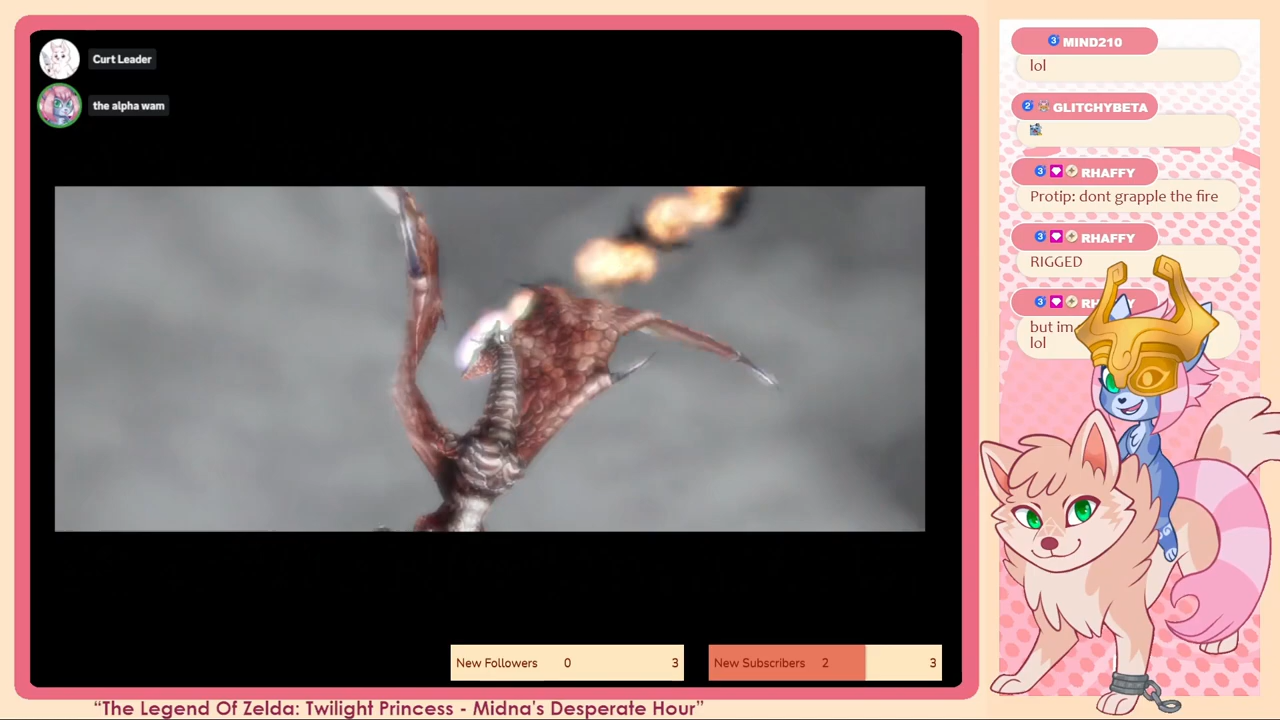 Curt Leader
the alpha wam
New Followers 0 3
New Subscribers 2 3
"The Legend Of Zelda: Twilight Princess - Midna's Desperate Hour"
3 MIND210
lol
2 GLITCHYBETA
3 RHAFFY
Protip: dont grapple the fire
3 RHAFFY
RIGGED
3
but im
lol